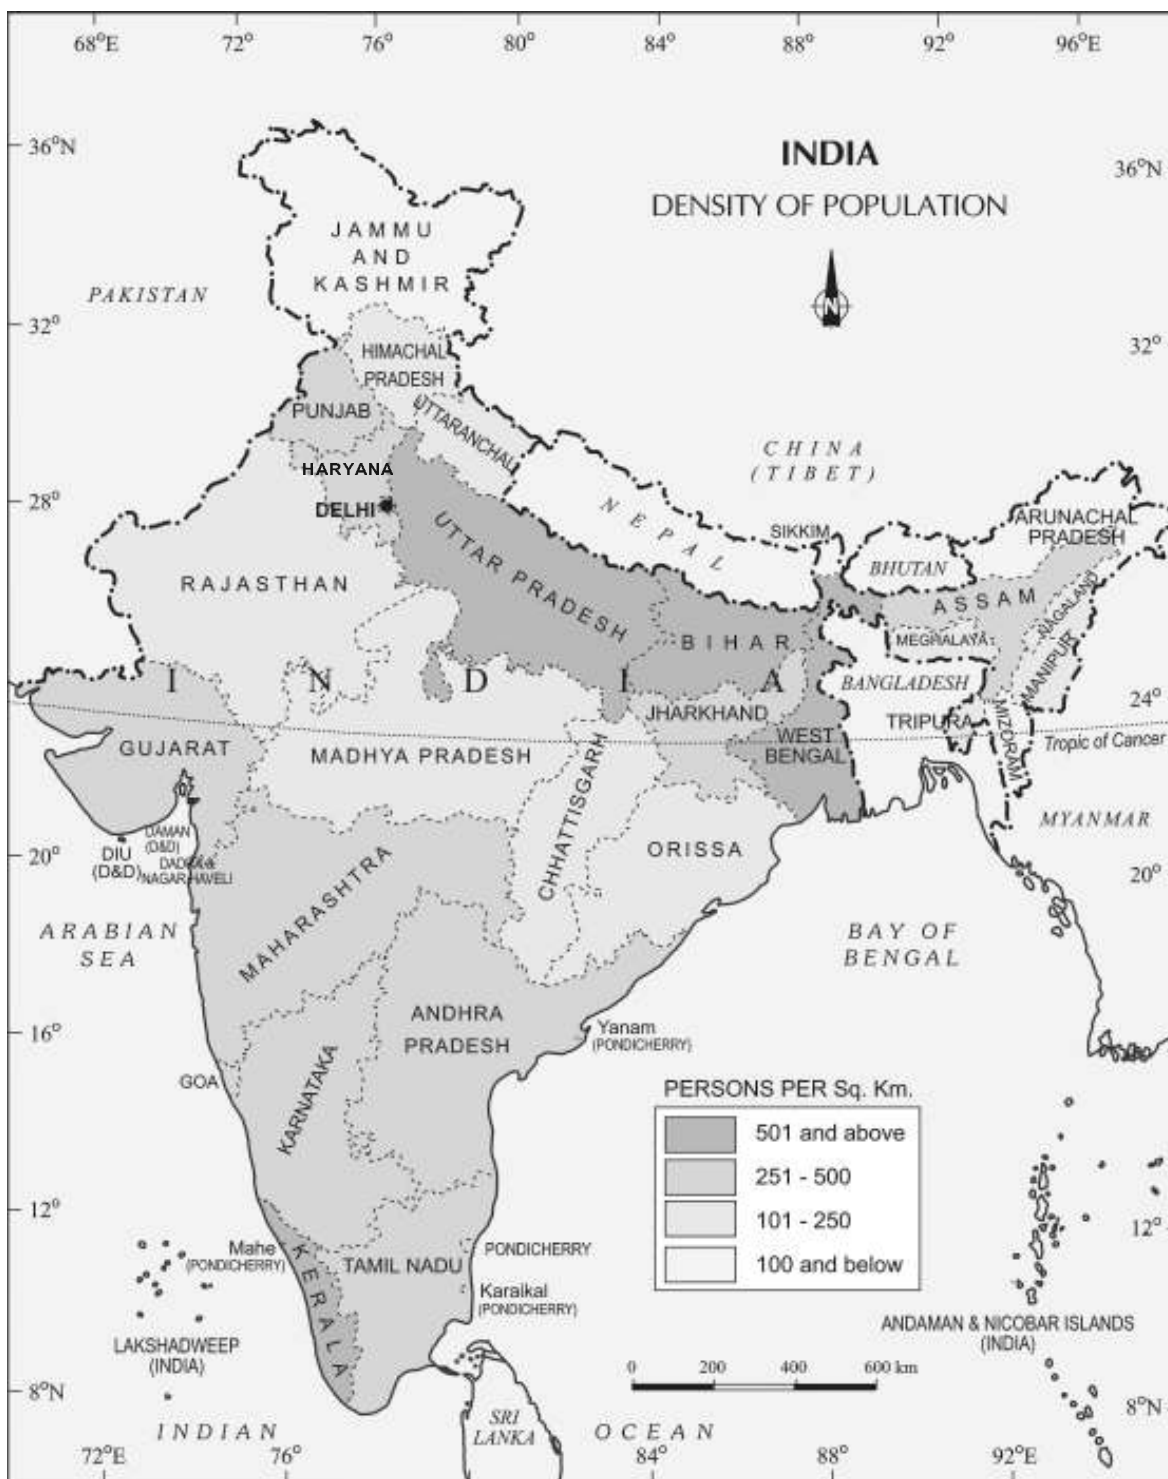 68°E 72° 76° 80° 84° 88° 92° 96°E
36°N
INDIA
36°N
DENSITY OF POPULATION
JAMMU
AND
KASHMIR
PAKISTAN
N
32°
32°
HIMACHAL
PRADESH
PUNJAB
UTTARANCHAL
CHINA
(TIBET)
HARYANA
28°
DELHI
NEPAL
SIKKIM
ARUNACHAL
PRADESH
28°
UTTAR PRADESH
BHUTAN
RAJASTHAN
ASSAM
NAGALAND
BIHAR
MEGHALAYA
MANIPUR
I N D I A
BANGLADESH
24°
24°
JHARKHAND
TRIPURA
MIZORAM
GUJARAT
MADHYA PRADESH
WEST
BENGAL
Tropic of Cancer
CHHATTISGARH
MYANMAR
DAMAN
(D&D)
DIU
(D&D)
DADRA &
NAGAR HAVELI
20°
ORISSA
20°
MAHARASHTRA
ARABIAN
SEA
BAY OF
BENGAL
ANDHRA
PRADESH
16°
Yanam
(PONDICHERRY)
16°
KARNATAKA
GOA
PERSONS PER Sq. Km.
501 and above
251 - 500
101 - 250
100 and below
12°
12°
Mahe
(PONDICHERRY)
KERALA
TAMIL NADU
PONDICHERRY
Karaikal
(PONDICHERRY)
LAKSHADWEEP
(INDIA)
ANDAMAN & NICOBAR ISLANDS
(INDIA)
0 200 400 600 km
8°N
8°N
SRI
LANKA
INDIAN OCEAN
72°E 76° 84° 88° 92°E